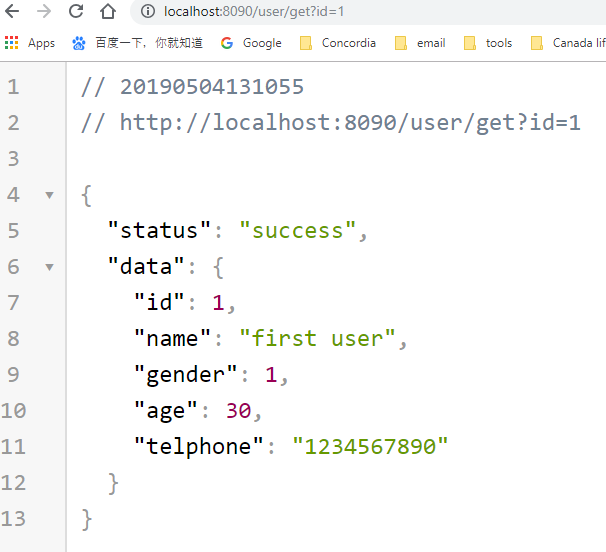 localhost:8090/user/get?id=1
Apps 百度一下，你就知道 Google Concordia email tools Canada lif
1 // 20190504131055
2 // http://localhost:8090/user/get?id=1
3
4 {
5 "status": "success",
6 "data": {
7 "id": 1,
8 "name": "first user",
9 "gender": 1,
10 "age": 30,
11 "telphone": "1234567890"
12 }
13 }